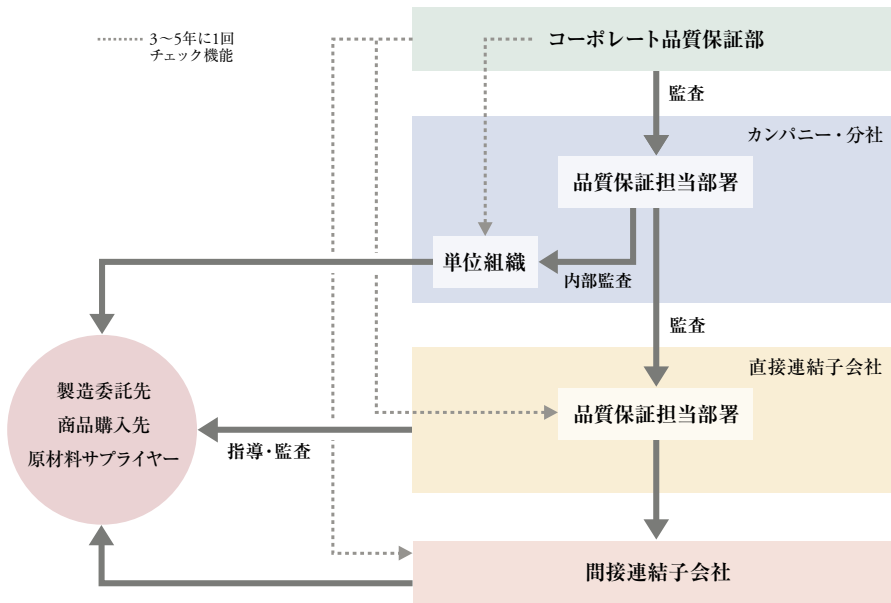 3〜5年に1回
チェック機能
コーポレート品質保証部
監査
カンパニー・分社
品質保証担当部署
単位組織
内部監査
監査
直接連結子会社
製造委託先
商品購入先
原材料サプライヤー
品質保証担当部署
指導・監査
間接連結子会社